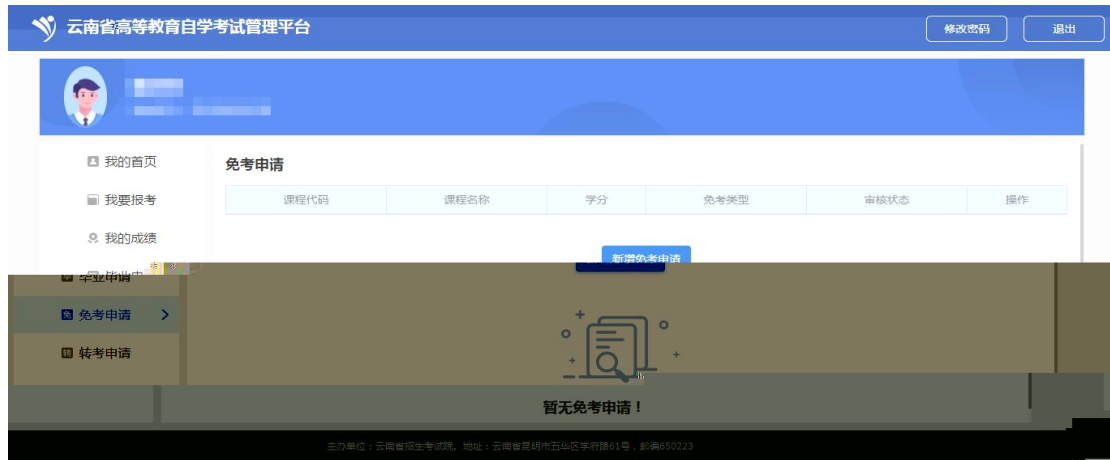 云南省高等教育自学考试管理平台
修改密码
退出
我的首页
我要报考
我的成绩
毕业申请
免考申请
转考申请
免考申请
课程代码 课程名称 学分 免考类型 审核状态 操作
新增免考申请
暂无免考申请！
主办单位：云南省招生考试院，地址：云南省昆明市五华区学府路61号，邮编650223